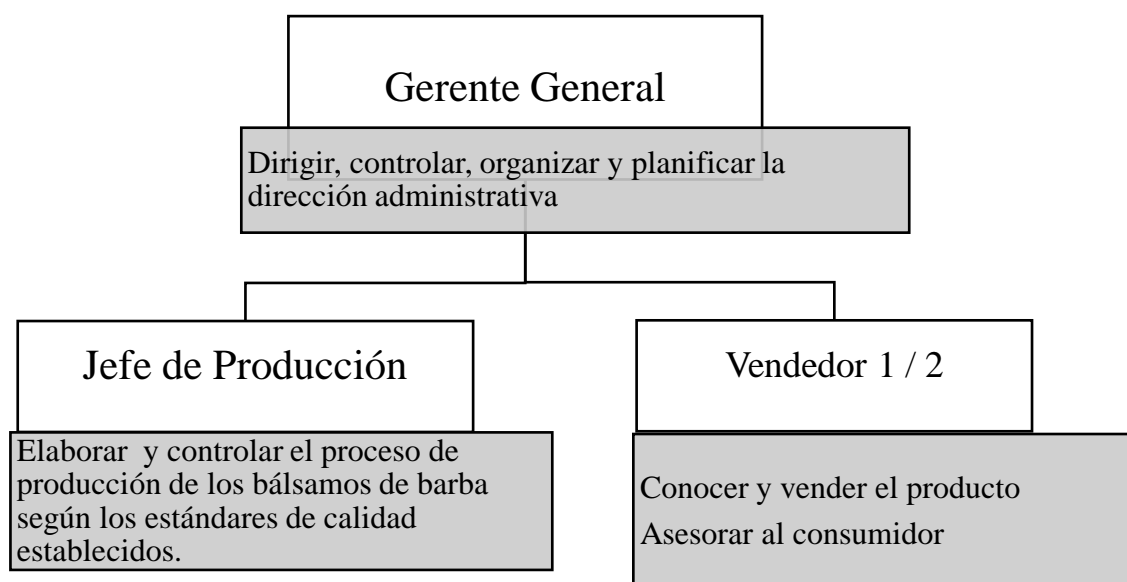 Gerente General
Dirigir, controlar, organizar y planificar la
dirección administrativa
Jefe de Producción
Elaborar  y controlar el proceso de
producción de los bálsamos de barba
según los estándares de calidad
establecidos.
Vendedor 1 / 2
Conocer y vender el producto
Asesorar al consumidor